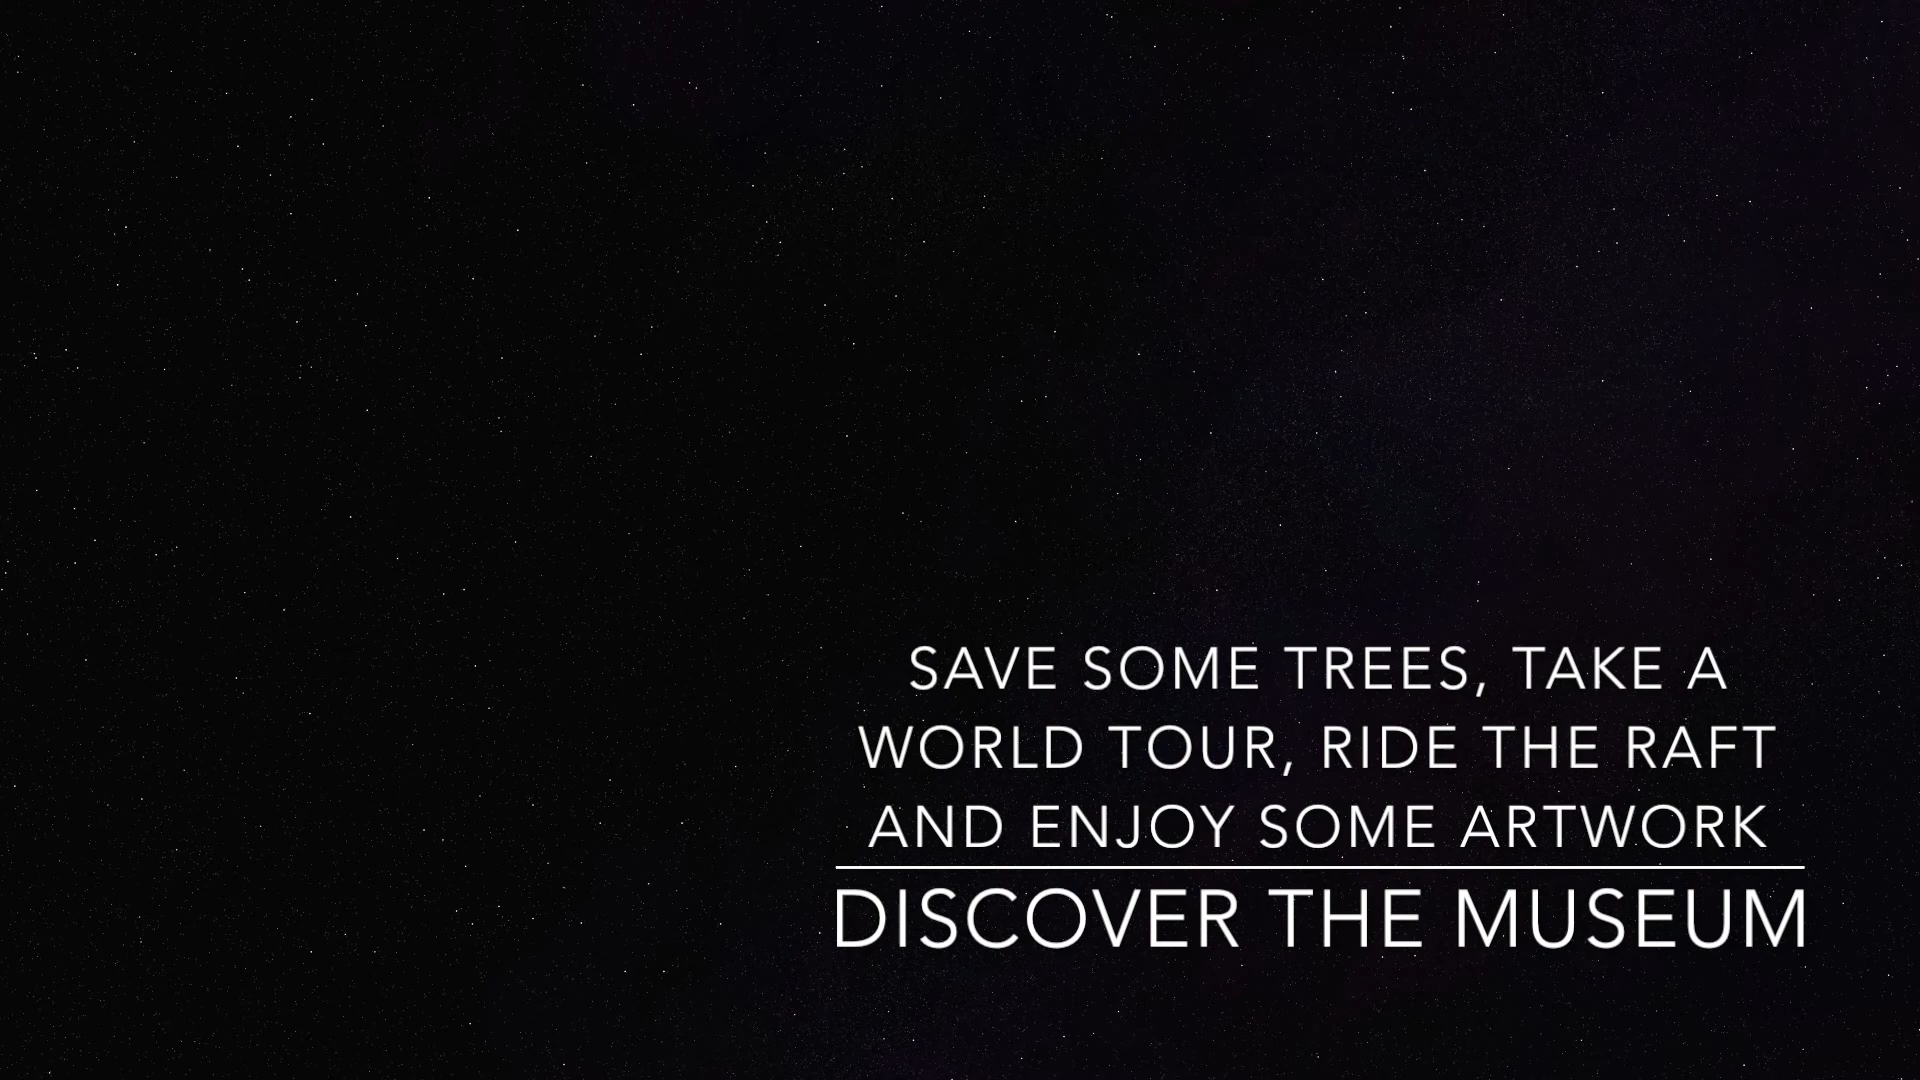 SAVE SOME TREES, TAKE A
WORLD TOUR, RIDE THE RAFT
AND ENJOY SOME ARTWORK
DISCOVER THE MUSEUM